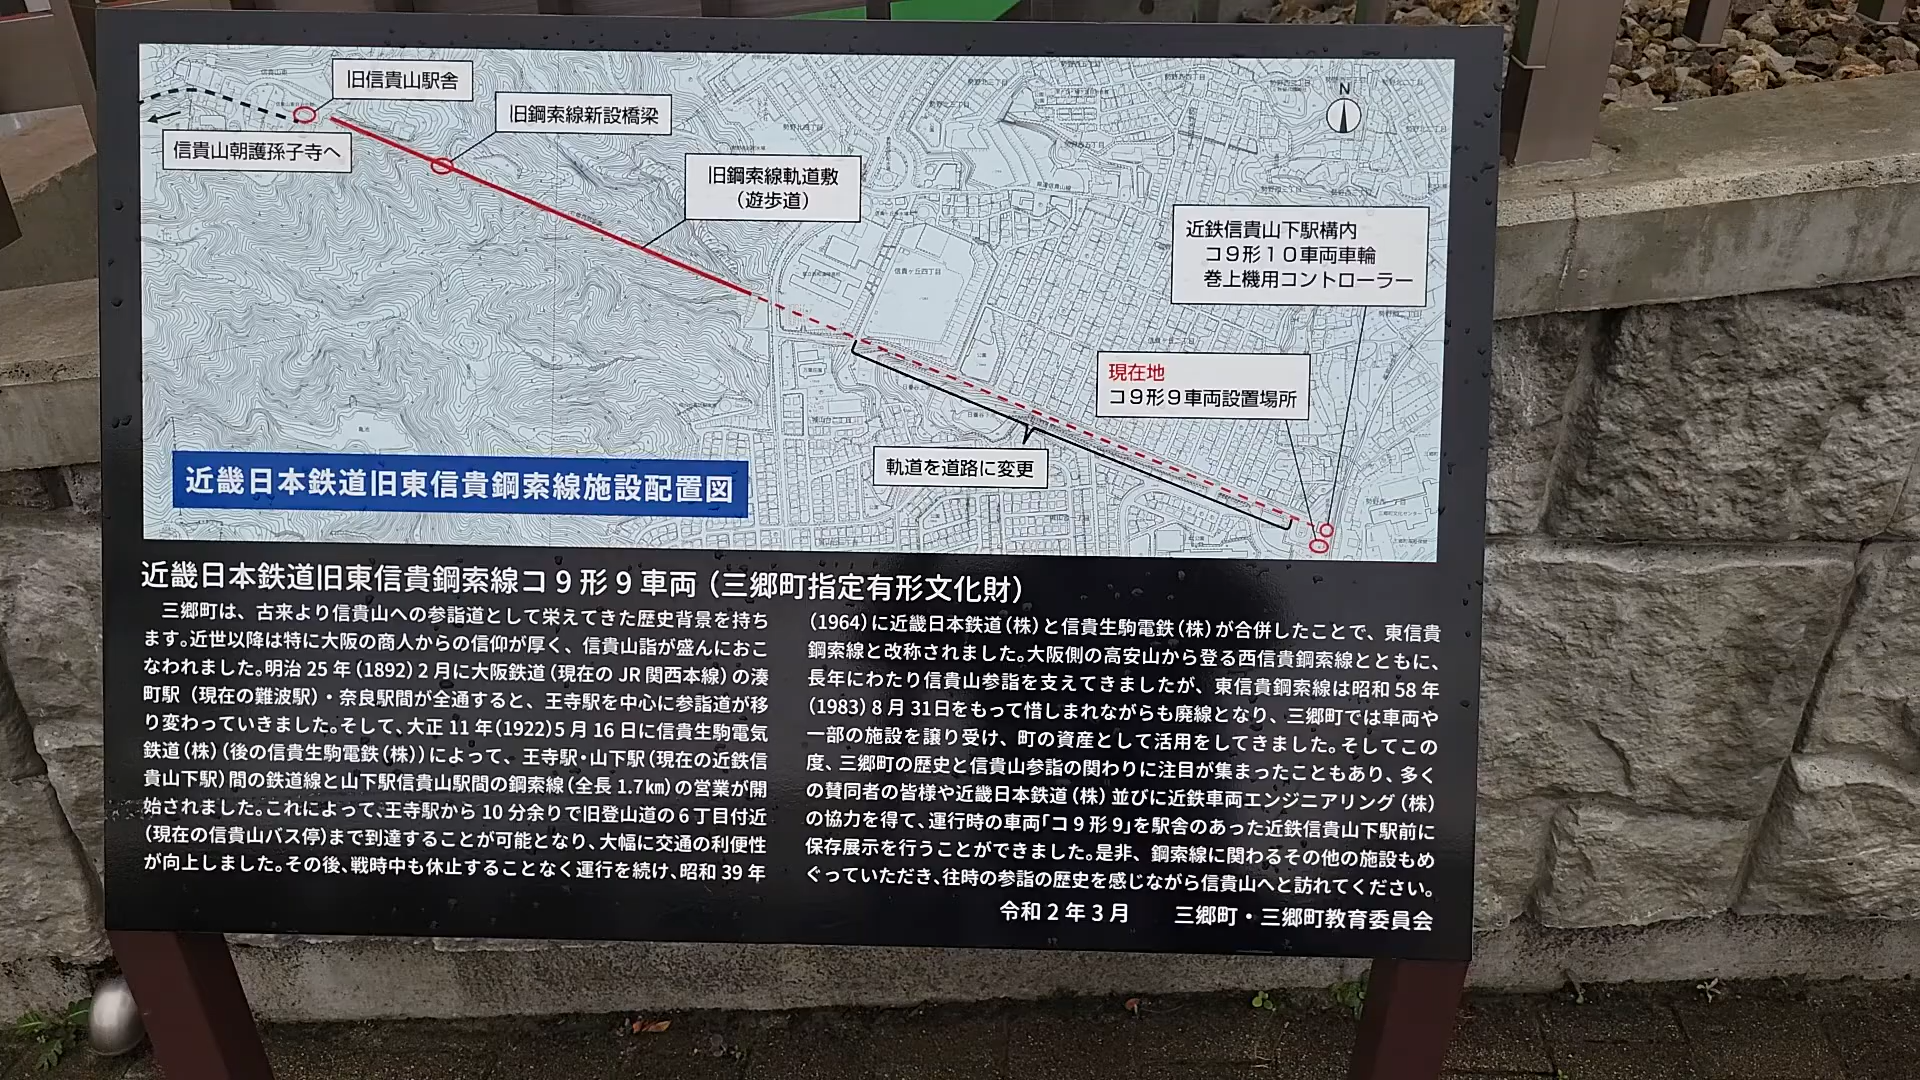 旧信貴山駅舎
旧鋼索線新設橋梁
信貴山朝護孫子寺へ
旧鋼索線軌道敷
（遊歩道）
N
近鉄信貴山下駅構内
コ９形１０車両車輪
巻上機用コントローラー
信貴ヶ丘四丁目
現在地
コ９形９車両設置場所
軌道を道路に変更
近畿日本鉄道旧東信貴鋼索線施設配置図
近畿日本鉄道旧東信貴鋼索線コ９形９車両（三郷町指定有形文化財）
三郷町は、古来より信貴山への参詣道として栄えてきた歴史背景を持ち
ます。近世以降は特に大阪の商人からの信仰が厚く、信貴山詣が盛んにおこ
なわれました。明治 25 年（1892）2 月に大阪鉄道（現在の JR 関西本線）の湊
町駅（現在の難波駅）・奈良駅間が全通すると、王寺駅を中心に参詣道が移
り変わっていきました。そして、大正 11 年（1922）5 月 16 日に信貴生駒電気
鉄道（株）（後の信貴生駒電鉄（株））によって、王寺駅・山下駅（現在の近鉄信
貴山下駅）間の鉄道線と山下駅信貴山駅間の鋼索線（全長 1.7㎞）の営業が開
始されました。これによって、王寺駅から 10 分余りで旧登山道の 6 丁目付近
（現在の信貴山バス停）まで到達することが可能となり、大幅に交通の利便性
が向上しました。その後、戦時中も休止することなく運行を続け、昭和 39 年
（1964）に近畿日本鉄道（株）と信貴生駒電鉄（株）が合併したことで、東信貴
鋼索線と改称されました。大阪側の高安山から登る西信貴鋼索線とともに、
長年にわたり信貴山参詣を支えてきましたが、東信貴鋼索線は昭和 58 年
（1983）8 月 31日をもって惜しまれながらも廃線となり、三郷町では車両や
一部の施設を譲り受け、町の資産として活用をしてきました。そしてこの
度、三郷町の歴史と信貴山参詣の関わりに注目が集まったこともあり、多く
の賛同者の皆様や近畿日本鉄道（株）並びに近鉄車両エンジニアリング（株）
の協力を得て、運行時の車両「コ 9 形 9」を駅舎のあった近鉄信貴山下駅前に
保存展示を行うことができました。是非、鋼索線に関わるその他の施設もめ
ぐっていただき、往時の参詣の歴史を感じながら信貴山へと訪れてください。
令和 2 年 3 月　三郷町・三郷町教育委員会